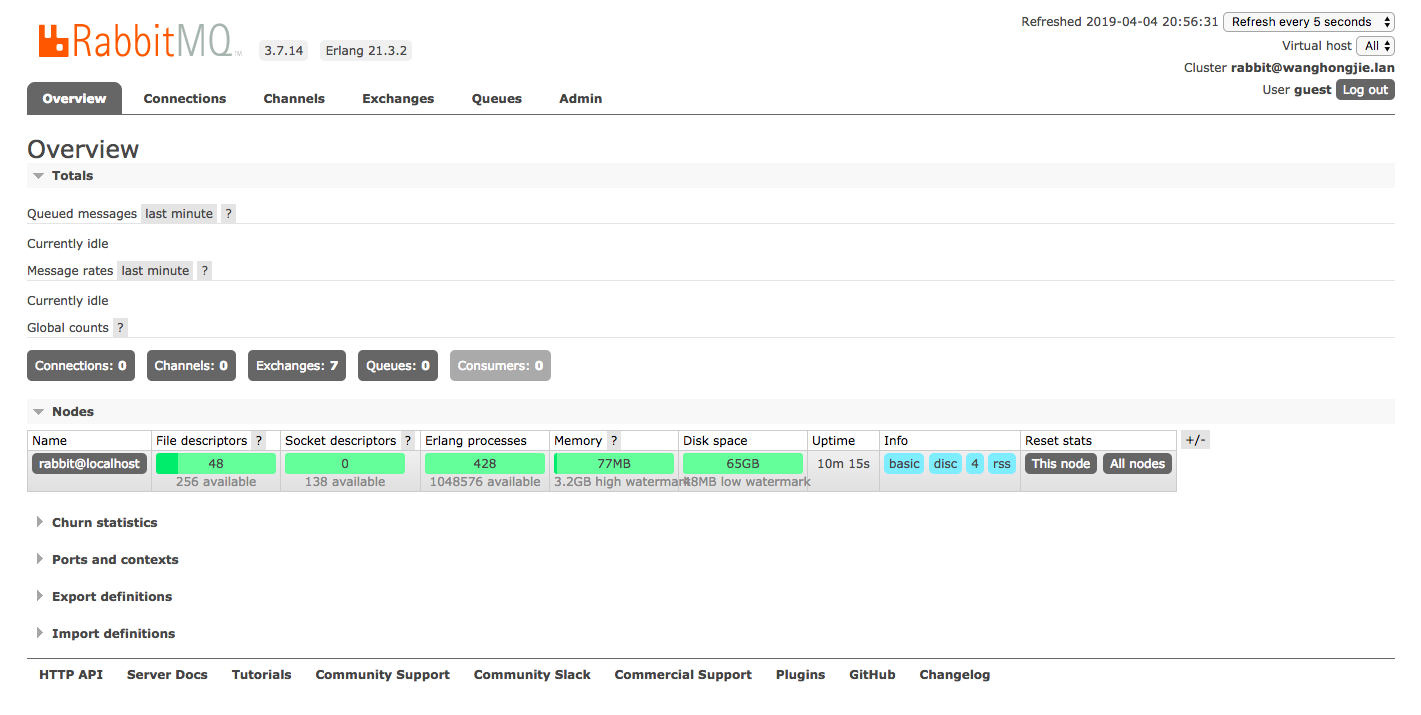 RabbitMQ TM 3.7.14 Erlang 21.3.2
Refreshed 2019-04-04 20:56:31 Refresh every 5 seconds
Virtual host All
Cluster rabbit@wanghongjie.lan
User guest Log out
Overview Connections Channels Exchanges Queues Admin
Overview
Totals
Queued messages last minute ?
Currently idle
Message rates last minute ?
Currently idle
Global counts ?
Connections: 0 Channels: 0 Exchanges: 7 Queues: 0 Consumers: 0
Nodes
Name File descriptors ? Socket descriptors ? Erlang processes Memory ? Disk space Uptime Info Reset stats +/-
rabbit@localhost 48 0 428 77MB 65GB 10m 15s basic disc 4 rss This node All nodes
256 available 138 available 1048576 available 3.2GB high watermark 48MB low watermark
Churn statistics
Ports and contexts
Export definitions
Import definitions
HTTP API Server Docs Tutorials Community Support Community Slack Commercial Support Plugins GitHub Changelog